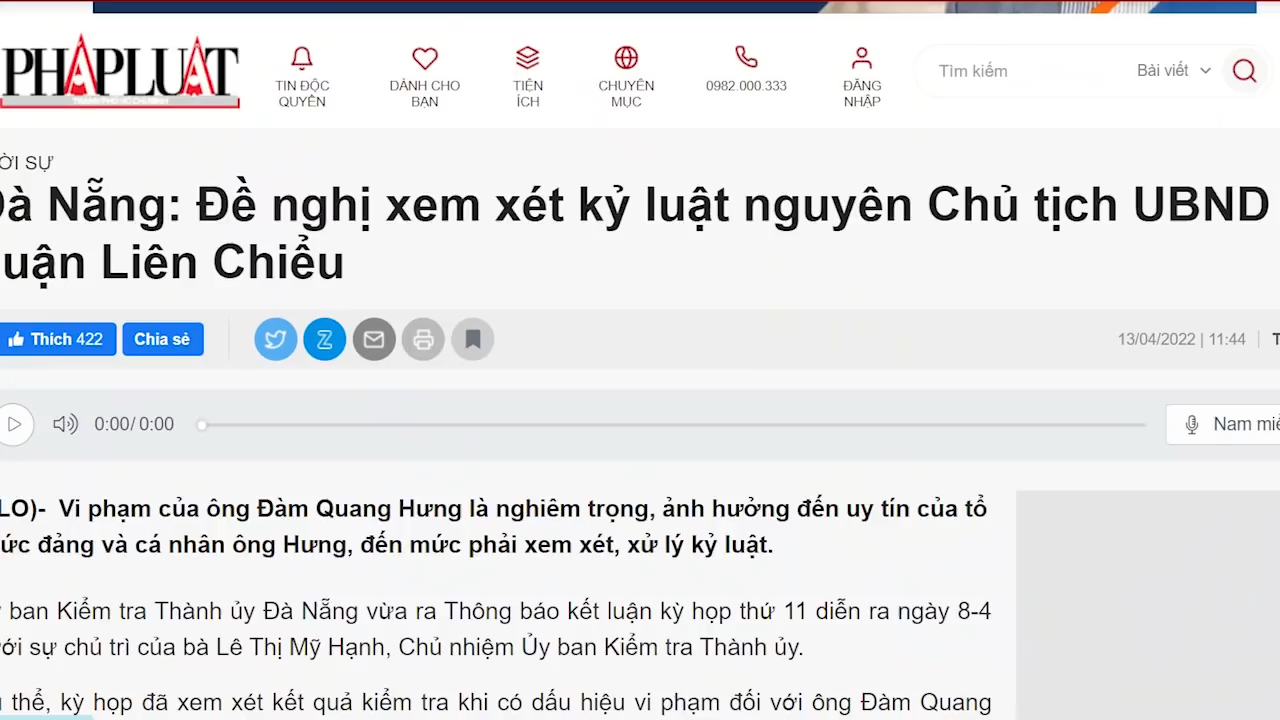 PHÁP LUẬT
THÀNH PHỐ HỒ CHÍ MINH
TIN ĐỘC QUYỀN
DÀNH CHO BẠN
TIỆN ÍCH
CHUYÊN MỤC
0982.000.333
ĐĂNG NHẬP
Tìm kiếm
Bài viết
ỜI SỰ
Đà Nẵng: Đề nghị xem xét kỷ luật nguyên Chủ tịch UBND
uận Liên Chiểu
Thích 422
Chia sẻ
13/04/2022 | 11:44
0:00/ 0:00
Nam miề
LO)- Vi phạm của ông Đàm Quang Hưng là nghiêm trọng, ảnh hưởng đến uy tín của tổ
ức đảng và cá nhân ông Hưng, đến mức phải xem xét, xử lý kỷ luật.
ban Kiểm tra Thành ủy Đà Nẵng vừa ra Thông báo kết luận kỳ họp thứ 11 diễn ra ngày 8-4
ới sự chủ trì của bà Lê Thị Mỹ Hạnh, Chủ nhiệm Ủy ban Kiểm tra Thành ủy.
thể, kỳ họp đã xem xét kết quả kiểm tra khi có dấu hiệu vi phạm đối với ông Đàm Quang